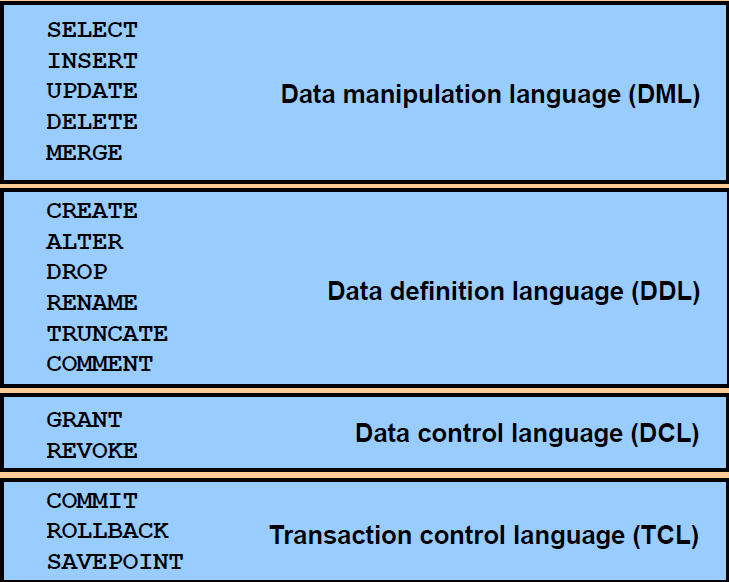 SELECT
INSERT
UPDATE
DELETE
MERGE
Data manipulation language (DML)
CREATE
ALTER
DROP
RENAME
TRUNCATE
COMMENT
Data definition language (DDL)
GRANT
REVOKE
Data control language (DCL)
COMMIT
ROLLBACK
SAVEPOINT
Transaction control language (TCL)